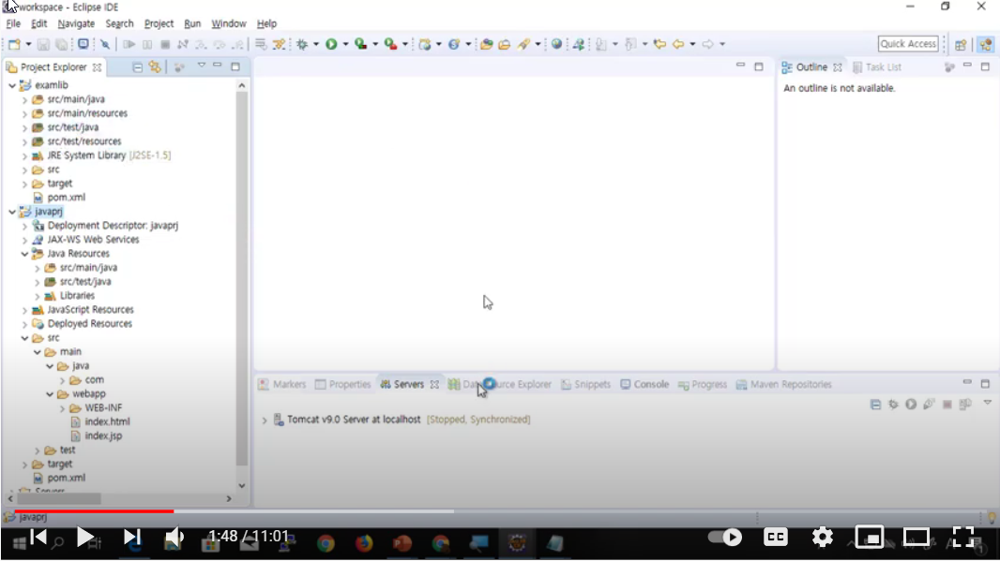 workspace - Eclipse IDE
File Edit Navigate Search Project Run Window Help
Quick Access
Project Explorer
Outline
Task List
An outline is not available.
examlib
src/main/java
src/main/resources
src/test/java
src/test/resources
JRE System Library [J2SE-1.5]
src
target
pom.xml
javaprj
Deployment Descriptor: javaprj
JAX-WS Web Services
Java Resources
src/main/java
src/test/java
Libraries
JavaScript Resources
Deployed Resources
src
main
java
com
webapp
WEB-INF
index.html
index.jsp
test
target
pom.xml
Servers
Markers Properties Servers Source Explorer Snippets Console Progress Maven Repositories
Tomcat v9.0 Server at localhost [Stopped, Synchronized]
javaprj
1:48 / 11:01
CC